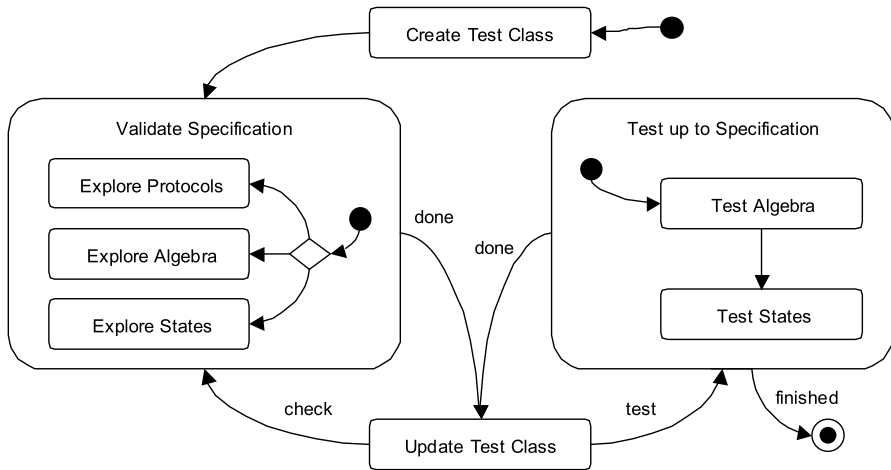 Create Test Class
Validate Specification
Explore Protocols
Explore Algebra
Explore States
done
done
Test up to Specification
Test Algebra
Test States
check
Update Test Class
test
finished